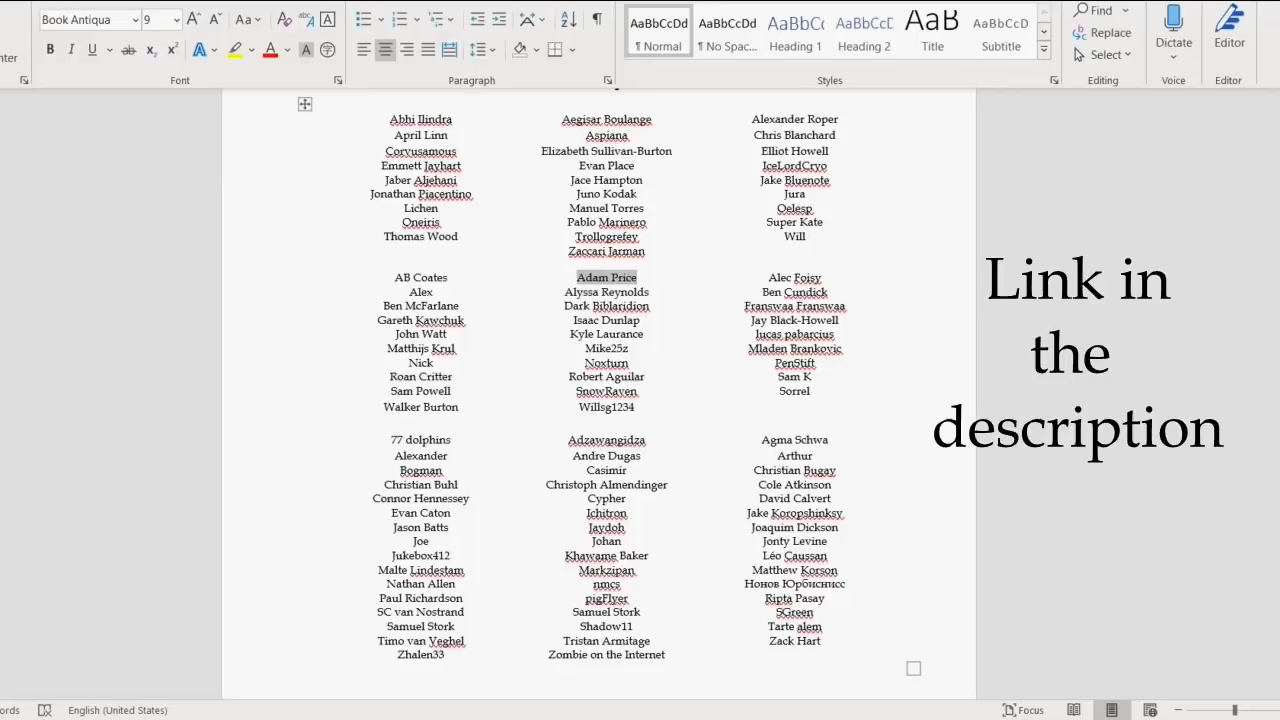 Book Antiqua 9 Aa A AaBbCcDd AaBbCcDd AaBbCc AaBbCcD AaB AaBbCcD Find
Replace
¶ Normal ¶ No Spac... Heading 1 Heading 2 Title Subtitle Select Dictate Editor
B I U ab x₂ x² A A A
nter Font Paragraph Styles Editing Voice Editor
Abhi Ilindra Aegisar Boulange Alexander Roper
April Linn Aspiana Chris Blanchard
Corvusamous Elizabeth Sullivan-Burton Elliot Howell
Emmett Jayhart Evan Place IceLordCryo
Jaber Aljehani Jace Hampton Jake Bluenote
Jonathan Piacentino Juno Kodak Jura
Lichen Manuel Torres Oelesp
Oneiris Pablo Marinero Super Kate
Thomas Wood Trollogrefey Will
Zaccari Jarman
AB Coates Adam Price Alec Foisy
Alex Alyssa Reynolds Ben Cundick
Ben McFarlane Dark Biblaridion Franswaa Franswaa
Gareth Kawchuk Isaac Dunlap Jay Black-Howell
John Watt Kyle Laurance lucas pabarcius
Matthijs Krul Mike25z Mladen Brankovic
Nick Noxturn PenStift
Roan Critter Robert Aguilar Sam K
Sam Powell SnowRaven Sorrel
Walker Burton Willsg1234
77 dolphins Adzawangidza Agma Schwa
Alexander Andre Dugas Arthur
Bogman Casimir Christian Bugay
Christian Buhl Christoph Almendinger Cole Atkinson
Connor Hennessey Cypher David Calvert
Evan Caton Ichitron Jake Koropshinksy
Jason Batts Jaydoh Joaquim Dickson
Joe Johan Jonty Levine
Jukebox412 Khawame Baker Léo Caussan
Malte Lindestam Markzipan Matthew Korson
Nathan Allen nmcs Нонов Юрбиснисс
Paul Richardson pigFlyer Ripta Pasay
SC van Nostrand Samuel Stork SGreen
Samuel Stork Shadow11 Tarte alem
Timo van Veghel Tristan Armitage Zack Hart
Zhalen33 Zombie on the Internet
Link in
the
description
ords English (United States) Focus